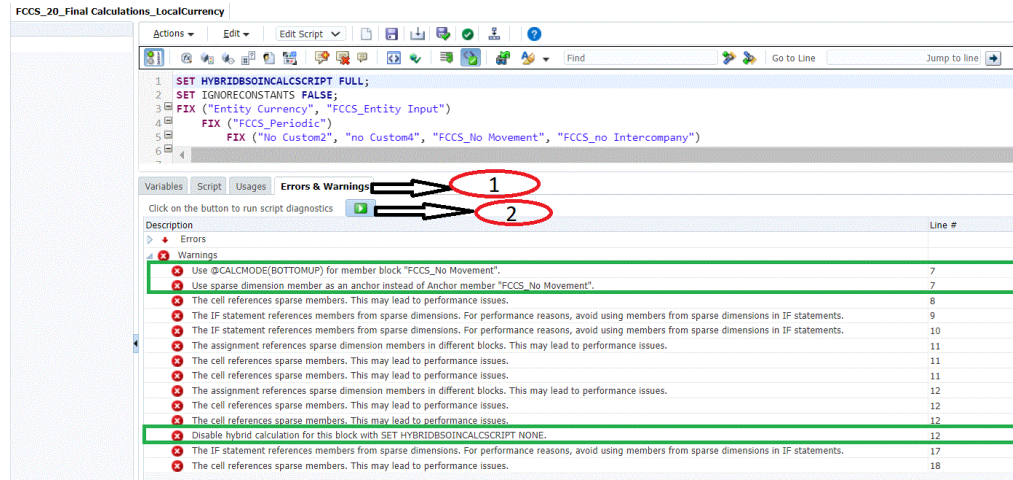 FCCS_20_Final Calculations_LocalCurrency
Actions Edit Edit Script
Find Go to Line Jump to line
1 SET HYBRIDBSOINCALCSCRIPT FULL;
2 SET IGNORECONSTANTS FALSE;
3 FIX ("Entity Currency", "FCCS_Entity Input")
4 FIX ("FCCS_Periodic")
5 FIX ("No Custom2", "no Custom4", "FCCS_No Movement", "FCCS_no Intercompany")
6
Variables Script Usages Errors & Warnings 1
Click on the button to run script diagnostics 2
Description Line #
Errors
Warnings
Use @CALCMODE(BOTTOMUP) for member block "FCCS_No Movement". 7
Use sparse dimension member as an anchor instead of Anchor member "FCCS_No Movement". 7
The cell references sparse members. This may lead to performance issues. 8
The IF statement references members from sparse dimensions. For performance reasons, avoid using members from sparse dimensions in IF statements. 9
The IF statement references members from sparse dimensions. For performance reasons, avoid using members from sparse dimensions in IF statements. 10
The assignment references sparse dimension members in different blocks. This may lead to performance issues. 11
The cell references sparse members. This may lead to performance issues. 11
The cell references sparse members. This may lead to performance issues. 11
The assignment references sparse dimension members in different blocks. This may lead to performance issues. 12
The cell references sparse members. This may lead to performance issues. 12
The cell references sparse members. This may lead to performance issues. 12
Disable hybrid calculation for this block with SET HYBRIDBSOINCALCSCRIPT NONE. 12
The IF statement references members from sparse dimensions. For performance reasons, avoid using members from sparse dimensions in IF statements. 17
The cell references sparse members. This may lead to performance issues. 18